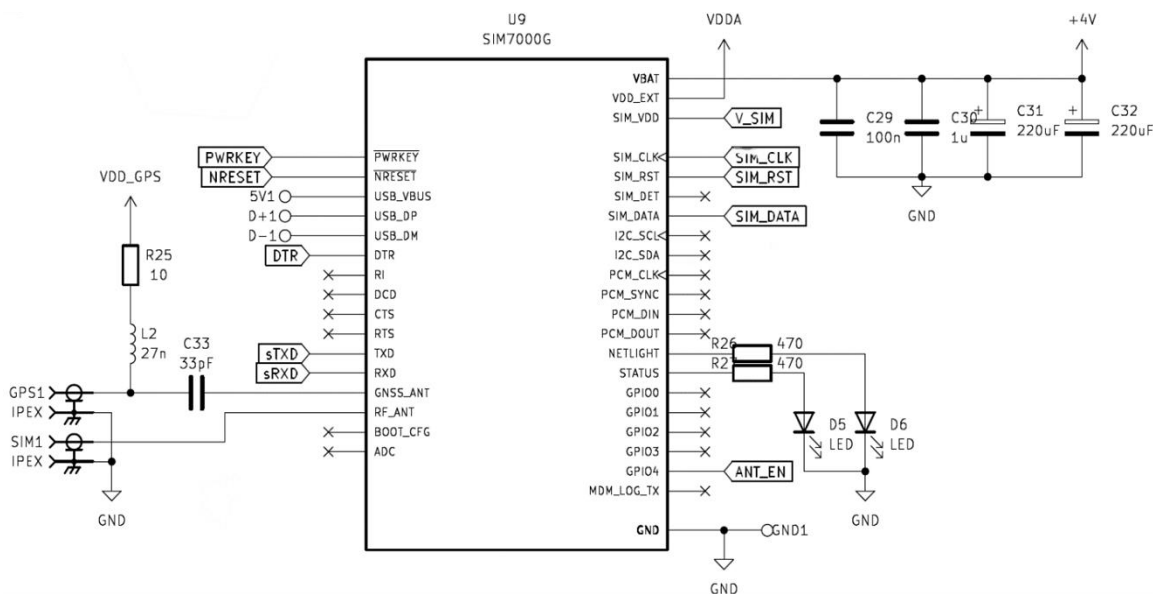 U9
SIM7000G
VDDA
+4V
VBAT
VDD_EXT
SIM_VDD
V_SIM
C29
100n
C30
1u
+
C31
220uF
+
C32
220uF
GND
PWRKEY
PWRKEY
SIM_CLK
SIM_CLK
NRESET
NRESET
SIM_RST
SIM_RST
VDD_GPS
5V1
USB_VBUS
SIM_DET
D+1
USB_DP
SIM_DATA
SIM_DATA
D-1
USB_DM
I2C_SCL
R25
10
DTR
DTR
I2C_SDA
RI
PCM_CLK
DCD
PCM_SYNC
CTS
PCM_DIN
RTS
PCM_DOUT
L2
27n
C33
33pF
sTXD
TXD
NETLIGHT
R26
470
sRXD
RXD
STATUS
R27
470
GPS1
GNSS_ANT
GPIO0
IPEX
RF_ANT
GPIO1
SIM1
BOOT_CFG
GPIO2
IPEX
ADC
GPIO3
D5
LED
D6
LED
GPIO4
ANT_EN
MDM_LOG_TX
GND
GND
GND
GND1
GND